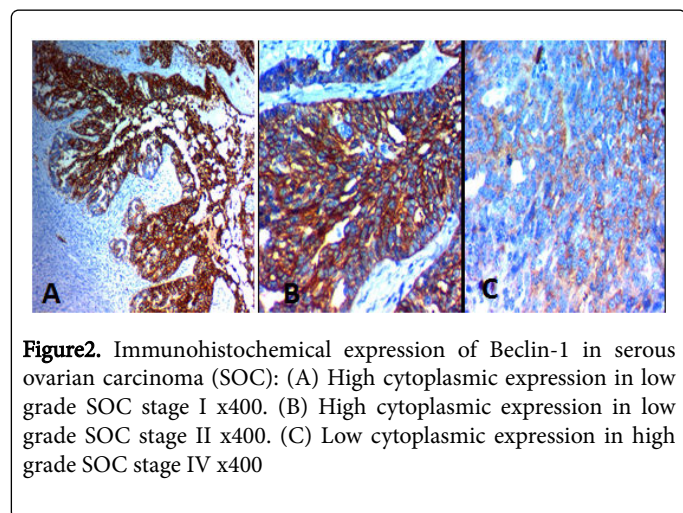 A B C
Figure2. Immunohistochemical expression of Beclin-1 in serous
ovarian carcinoma (SOC): (A) High cytoplasmic expression in low
grade SOC stage I x400. (B) High cytoplasmic expression in low
grade SOC stage II x400. (C) Low cytoplasmic expression in high
grade SOC stage IV x400